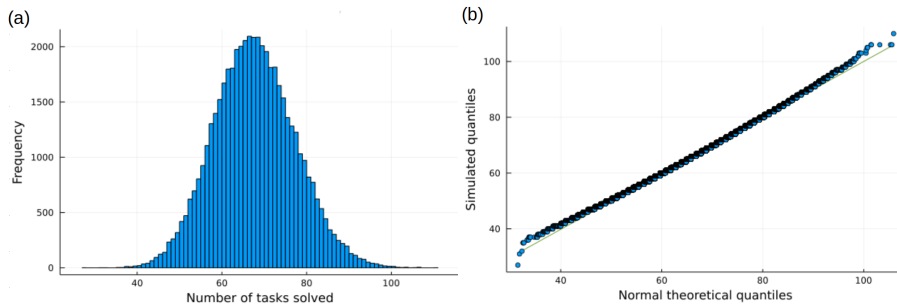 (a)
2000
1500
1000
500
0
Frequency
40
60
80
100
Number of tasks solved
(b)
100
80
60
40
Simulated quantiles
40
60
80
100
Normal theoretical quantiles